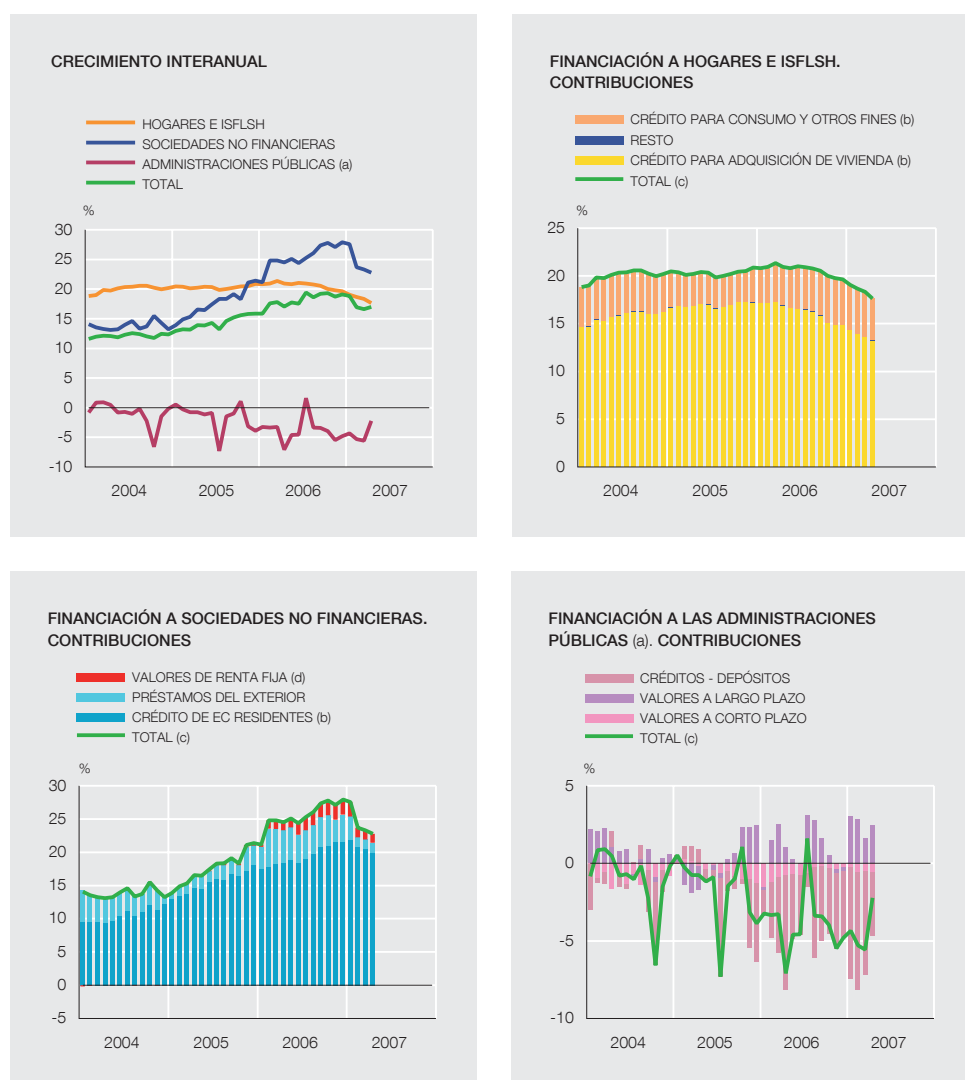 CRECIMIENTO INTERANUAL
HOGARES E ISFLSH
SOCIEDADES NO FINANCIERAS
ADMINISTRACIONES PÚBLICAS (a)
TOTAL
%
30
25
20
15
10
5
0
-5
-10
2004 2005 2006 2007
FINANCIACIÓN A HOGARES E ISFLSH.
CONTRIBUCIONES
CRÉDITO PARA CONSUMO Y OTROS FINES (b)
RESTO
CRÉDITO PARA ADQUISICIÓN DE VIVIENDA (b)
TOTAL (c)
%
25
20
15
10
5
0
2004 2005 2006 2007
FINANCIACIÓN A SOCIEDADES NO FINANCIERAS.
CONTRIBUCIONES
VALORES DE RENTA FIJA (d)
PRÉSTAMOS DEL EXTERIOR
CRÉDITO DE EC RESIDENTES (b)
TOTAL (c)
%
30
25
20
15
10
5
0
-5
2004 2005 2006 2007
FINANCIACIÓN A LAS ADMINISTRACIONES
PÚBLICAS (a). CONTRIBUCIONES
CRÉDITOS - DEPÓSITOS
VALORES A LARGO PLAZO
VALORES A CORTO PLAZO
TOTAL (c)
%
5
0
-5
-10
2004 2005 2006 2007